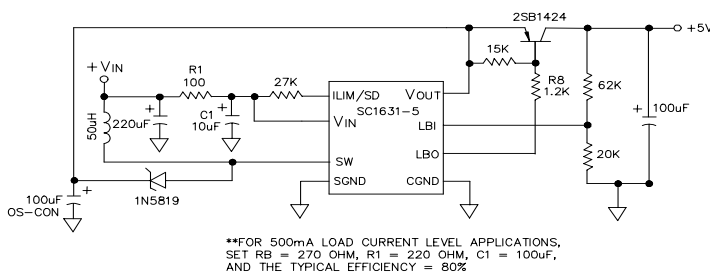 2SB1424
+5V
15K
+VIN
R1
100
27K
ILIM/SD
VOUT
R8
1.2K
62K
SC1631-5
50uH
220uF
C1
10uF
VIN
LBI
100uF
LBO
SW
20K
100uF
OS-CON
1N5819
SGND
CGND
**FOR 500mA LOAD CURRENT LEVEL APPLICATIONS,
SET RB = 270 OHM, R1 = 220 OHM, C1 = 100uF,
AND THE TYPICAL EFFICIENCY = 80%